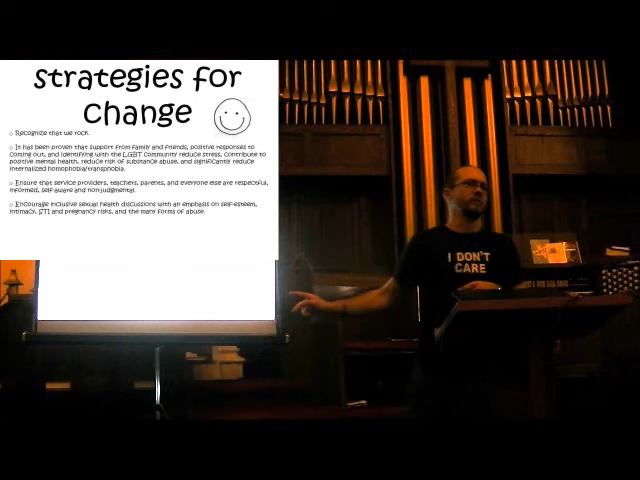 strategies for
change
o Recognize that we rock.
o It has been proven that support from family and friends, positive responses to
coming out, and identifying with the LGBT community reduce stress, contribute to
positive mental health, reduce risk of substance abuse, and significantly reduce
internalized homophobia/transphobia.
o Ensure that service providers, teachers, parents, and everyone else are respectful,
informed, self-aware and non-judgmental.
o Encourage inclusive sexual health discussions with an emphasis on self-esteem,
intimacy, STI and pregnancy risks, and the many forms of abuse.
I DON'T
CARE